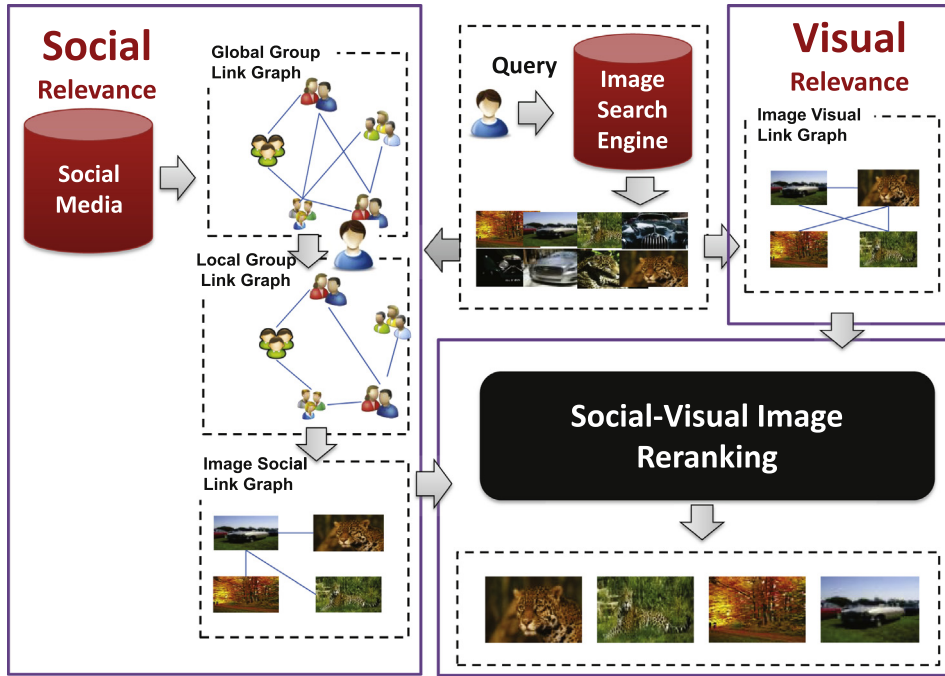 Social
Relevance
Social
Media
Global Group
Link Graph
Local Group
Link Graph
Image Social
Link Graph
Query
Image
Search
Engine
Visual
Relevance
Image Visual
Link Graph
Social-Visual Image
Reranking